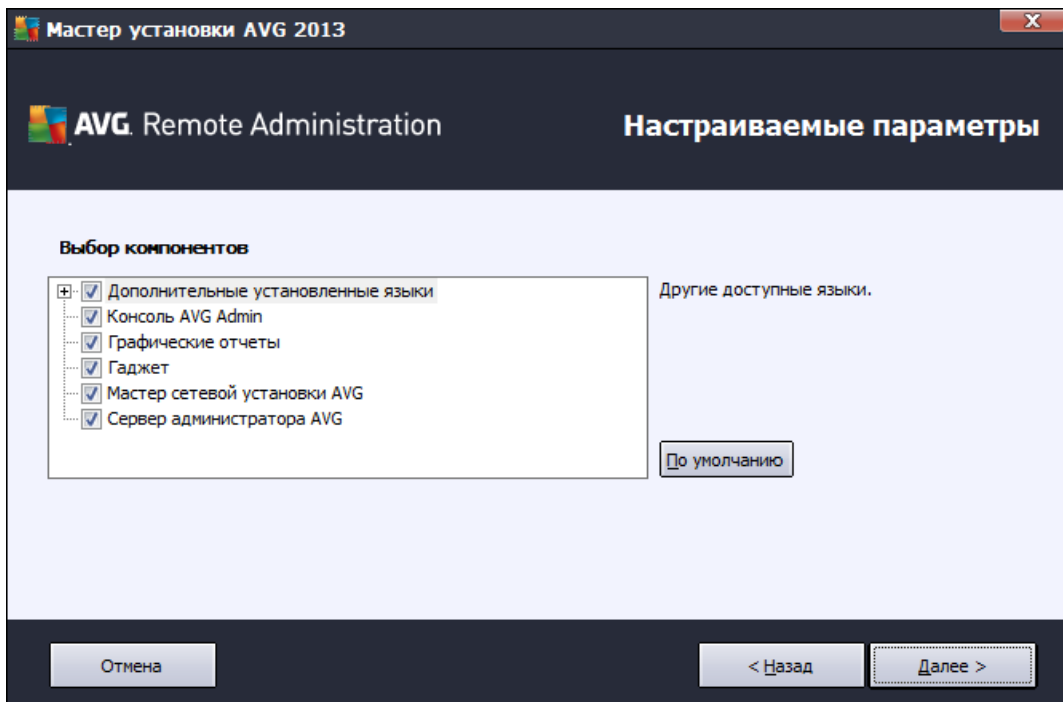 Мастер установки AVG 2013
X
AVG. Remote Administration
Настраиваемые параметры
Выбор компонентов
Дополнительные установленные языки
Консоль AVG Admin
Графические отчеты
Гаджет
Мастер сетевой установки AVG
Сервер администратора AVG
Другие доступные языки.
По умолчанию
Отмена
< Назад
Далее >